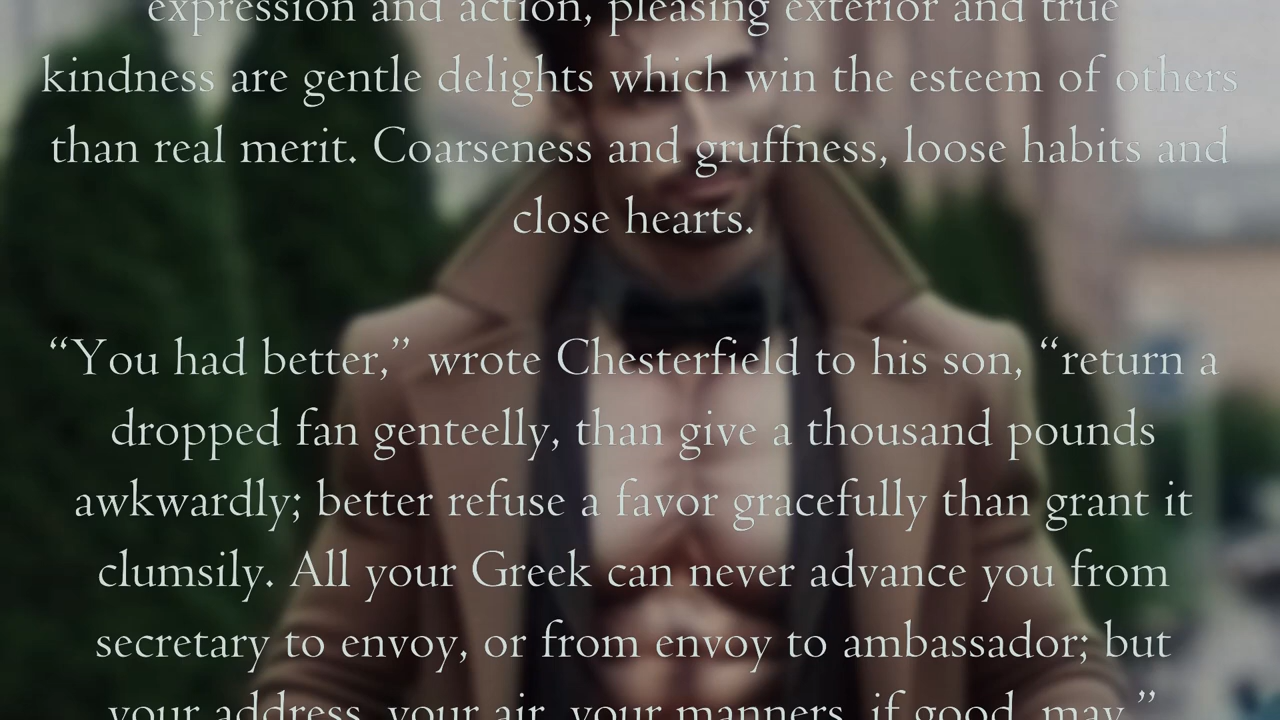 expression and action, pleasing exterior and true
kindness are gentle delights which win the esteem of others
than real merit. Coarseness and gruffness, loose habits and
close hearts.
“You had better,” wrote Chesterfield to his son, “return a
dropped fan genteelly, than give a thousand pounds
awkwardly; better refuse a favor gracefully than grant it
clumsily. All your Greek can never advance you from
secretary to envoy, or from envoy to ambassador; but
your address, your air, your manners, if good, may.”